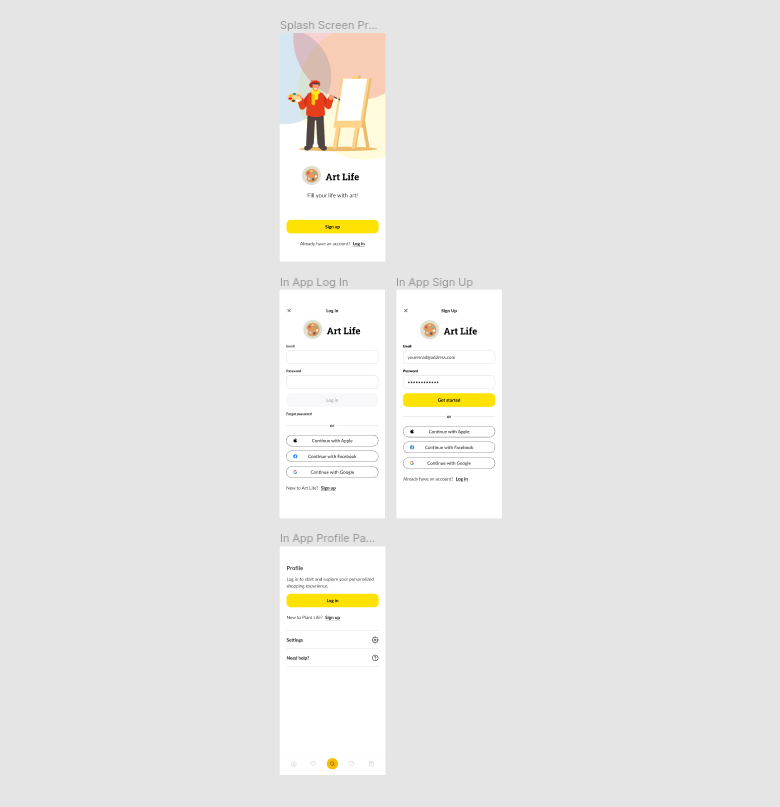 Splash Screen Pr...
Art Life
Fill your life with art!
Sign up
Already have an account? Log in
In App Log In
Log in
Art Life
Email
Password
Log in
Forgot password?
or
Continue with Apple
Continue with Facebook
Continue with Google
New to Art Life? Sign up
In App Sign Up
Sign Up
Art Life
Email
youremail@address.com
Password
Get started
or
Continue with Apple
Continue with Facebook
Continue with Google
Already have an account? Log in
In App Profile Pa...
Profile
Log in to start and explore your personalized
shopping experience.
Log in
New to Plant Life? Sign up
Settings
Need help?